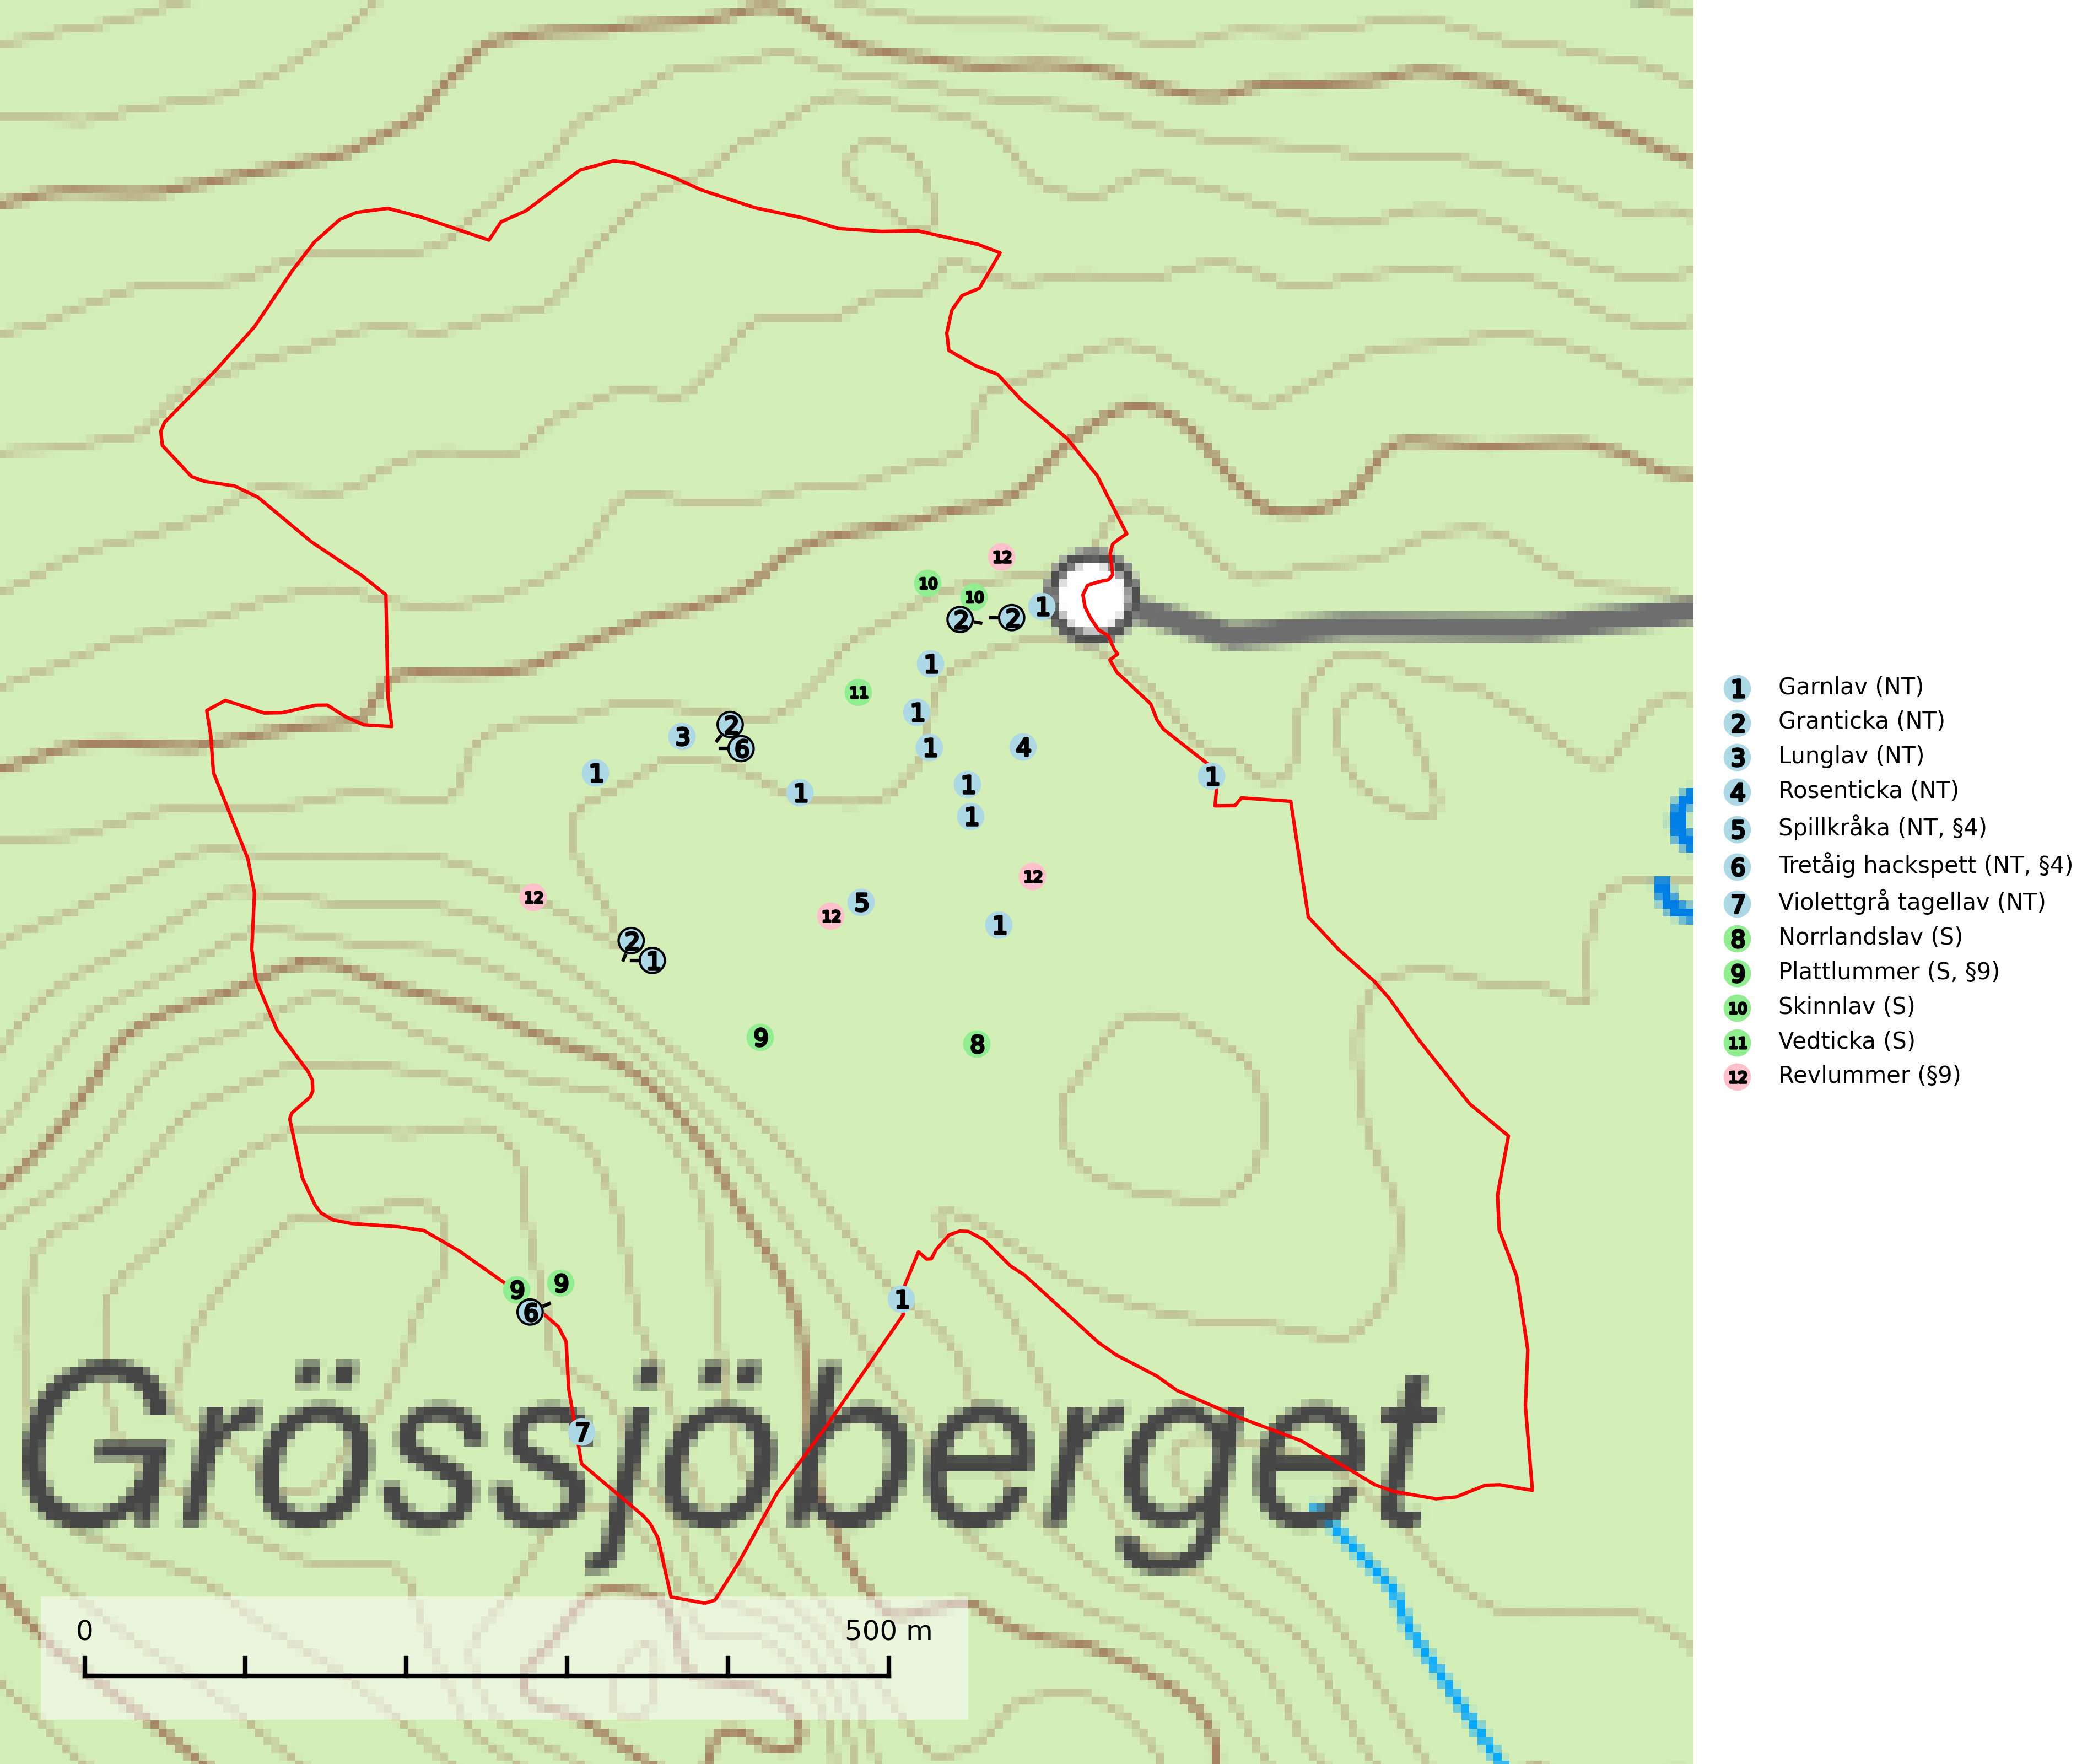 12
10
10
2
2
1
1
11
1
2
3
6
1
4
1
1
1
1
1
12
5
12
12
1
2
1
9
8
9
9
6
1
7
Grössjöberget
0 500 m
1 Garnlav (NT)
2 Granticka (NT)
3 Lunglav (NT)
4 Rosenticka (NT)
5 Spillkråka (NT, §4)
6 Tretåig hackspett (NT, §4)
7 Violettgrå tagellav (NT)
8 Norrlandslav (S)
9 Plattlummer (S, §9)
10 Skinnlav (S)
11 Vedticka (S)
12 Revlummer (§9)